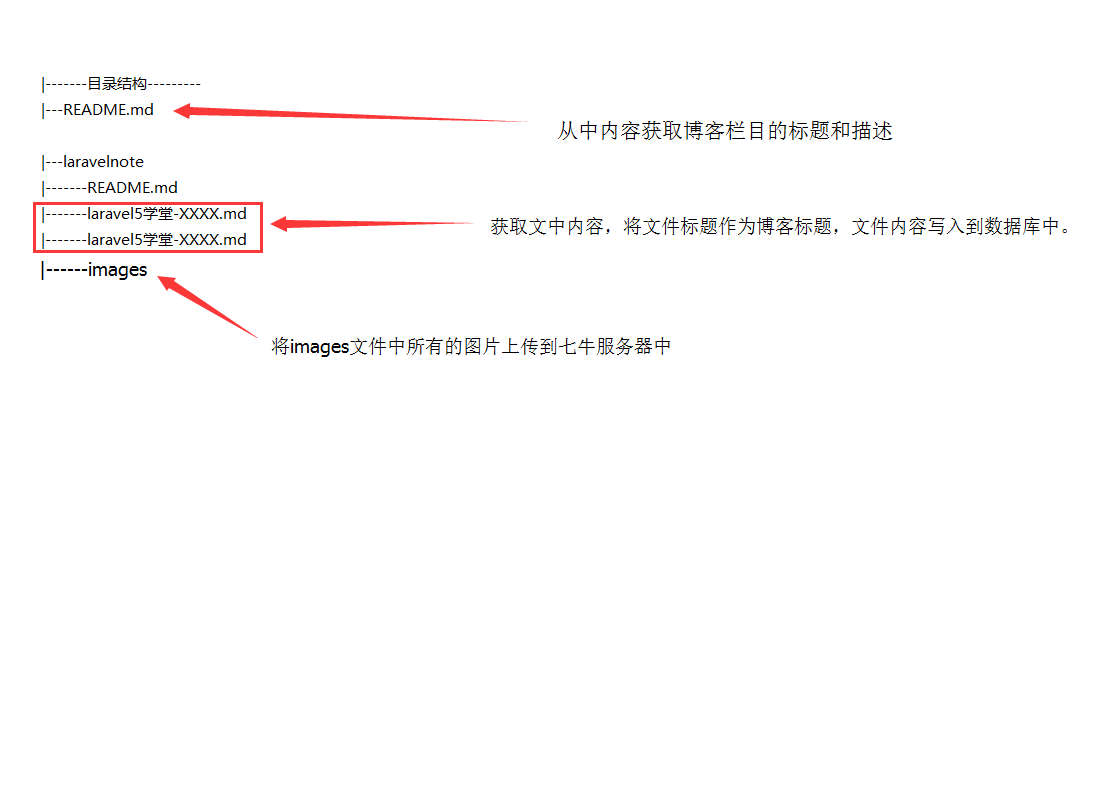 |-------目录结构---------
|---README.md
从中内容获取博客栏目的标题和描述
|---laravelnote
|-------README.md
|-------laravel5学堂-XXXX.md
获取文中内容，将文件标题作为博客标题，文件内容写入到数据库中。
|-------laravel5学堂-XXXX.md
|------images
将images文件中所有的图片上传到七牛服务器中